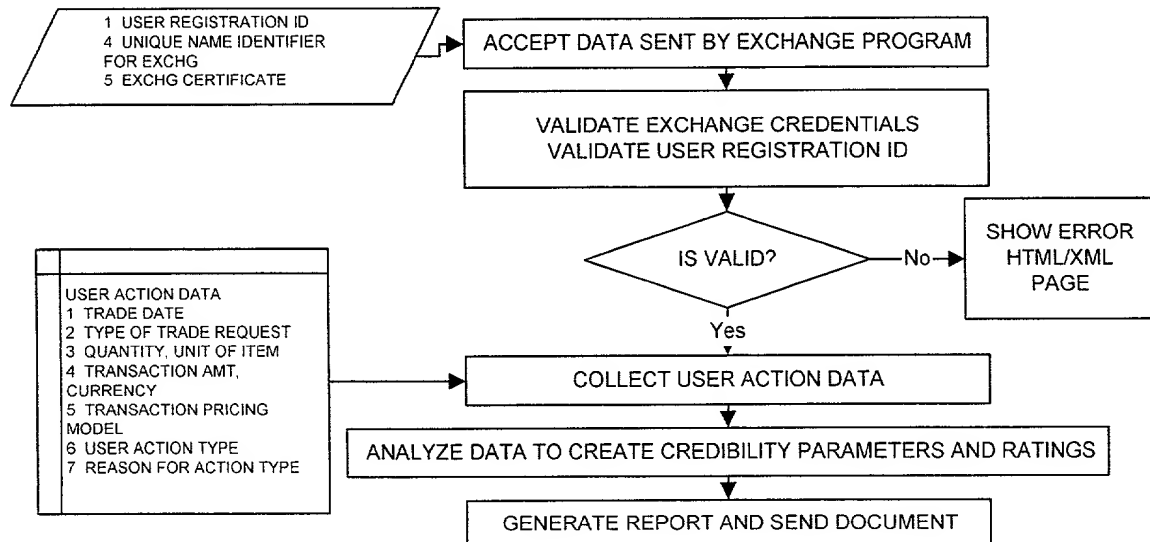 1 USER REGISTRATION ID
4 UNIQUE NAME IDENTIFIER
FOR EXCHG
5 EXCHG CERTIFICATE
ACCEPT DATA SENT BY EXCHANGE PROGRAM
VALIDATE EXCHANGE CREDENTIALS
VALIDATE USER REGISTRATION ID
IS VALID?
No
SHOW ERROR
HTML/XML
PAGE
Yes
USER ACTION DATA
1 TRADE DATE
2 TYPE OF TRADE REQUEST
3 QUANTITY, UNIT OF ITEM
4 TRANSACTION AMT,
CURRENCY
5 TRANSACTION PRICING
MODEL
6 USER ACTION TYPE
7 REASON FOR ACTION TYPE
COLLECT USER ACTION DATA
ANALYZE DATA TO CREATE CREDIBILITY PARAMETERS AND RATINGS
GENERATE REPORT AND SEND DOCUMENT